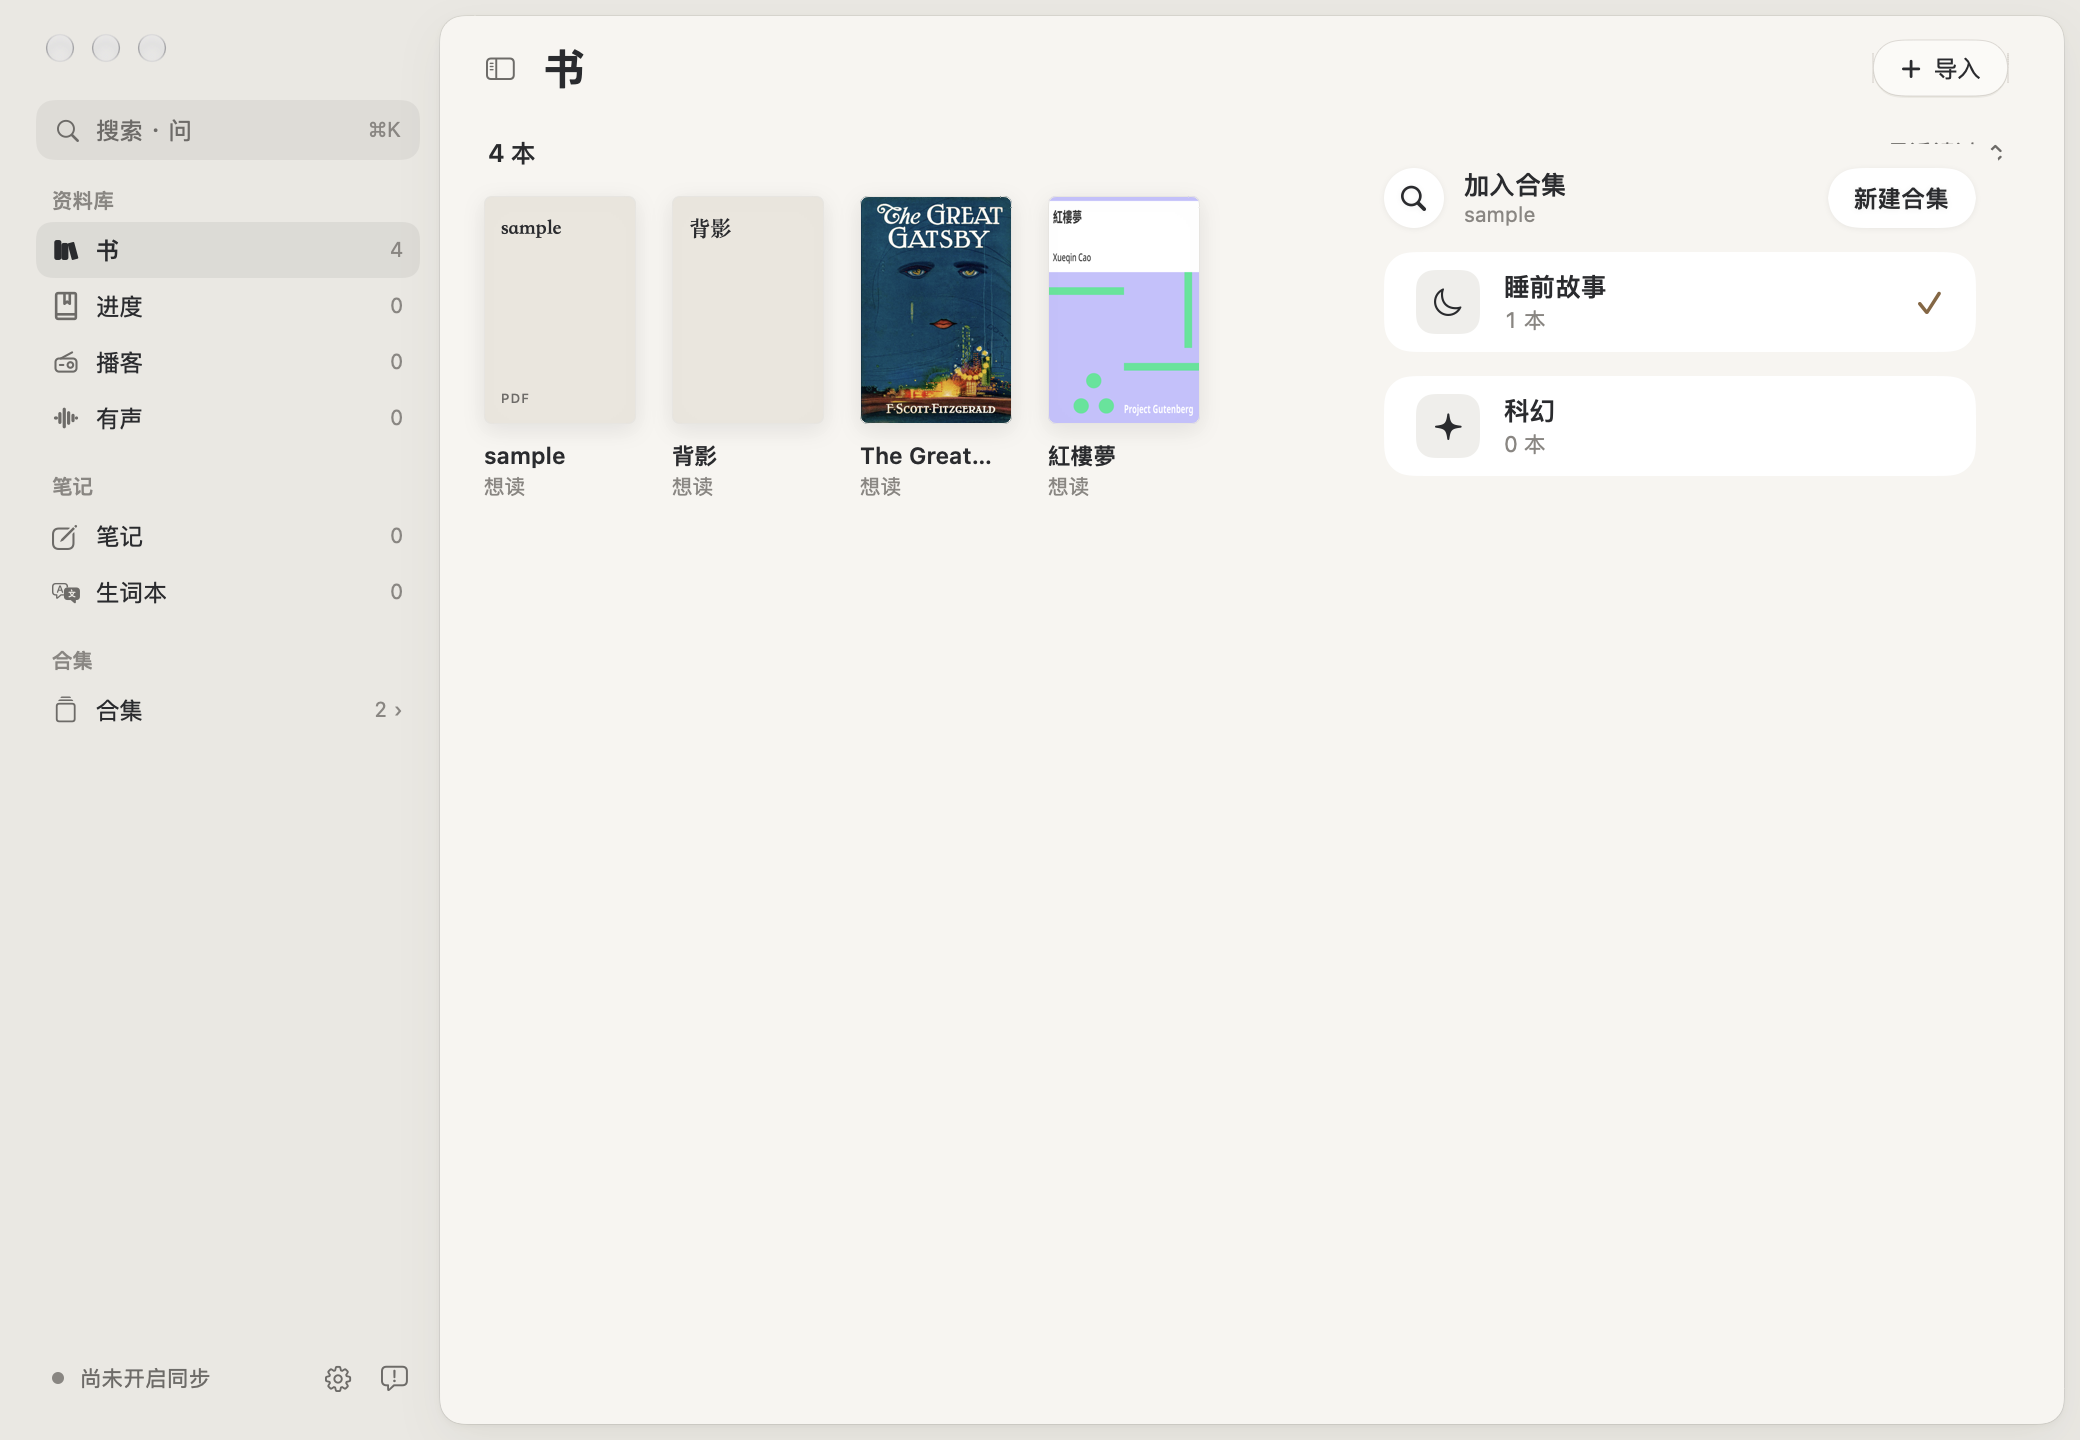 搜索 · 问 ⌘K
资料库
书 4
进度 0
播客 0
有声 0
笔记
笔记 0
生词本 0
合集
合集 2 ›
尚未开启同步
书
+ 导入
4 本
sample
PDF
sample
想读
背影
背影
想读
The GREAT
GATSBY
F·SCOTT·FITZGERALD
The Great...
想读
紅樓夢
Xueqin Cao
Project Gutenberg
紅樓夢
想读
加入合集
sample
新建合集
睡前故事
1 本
科幻
0 本